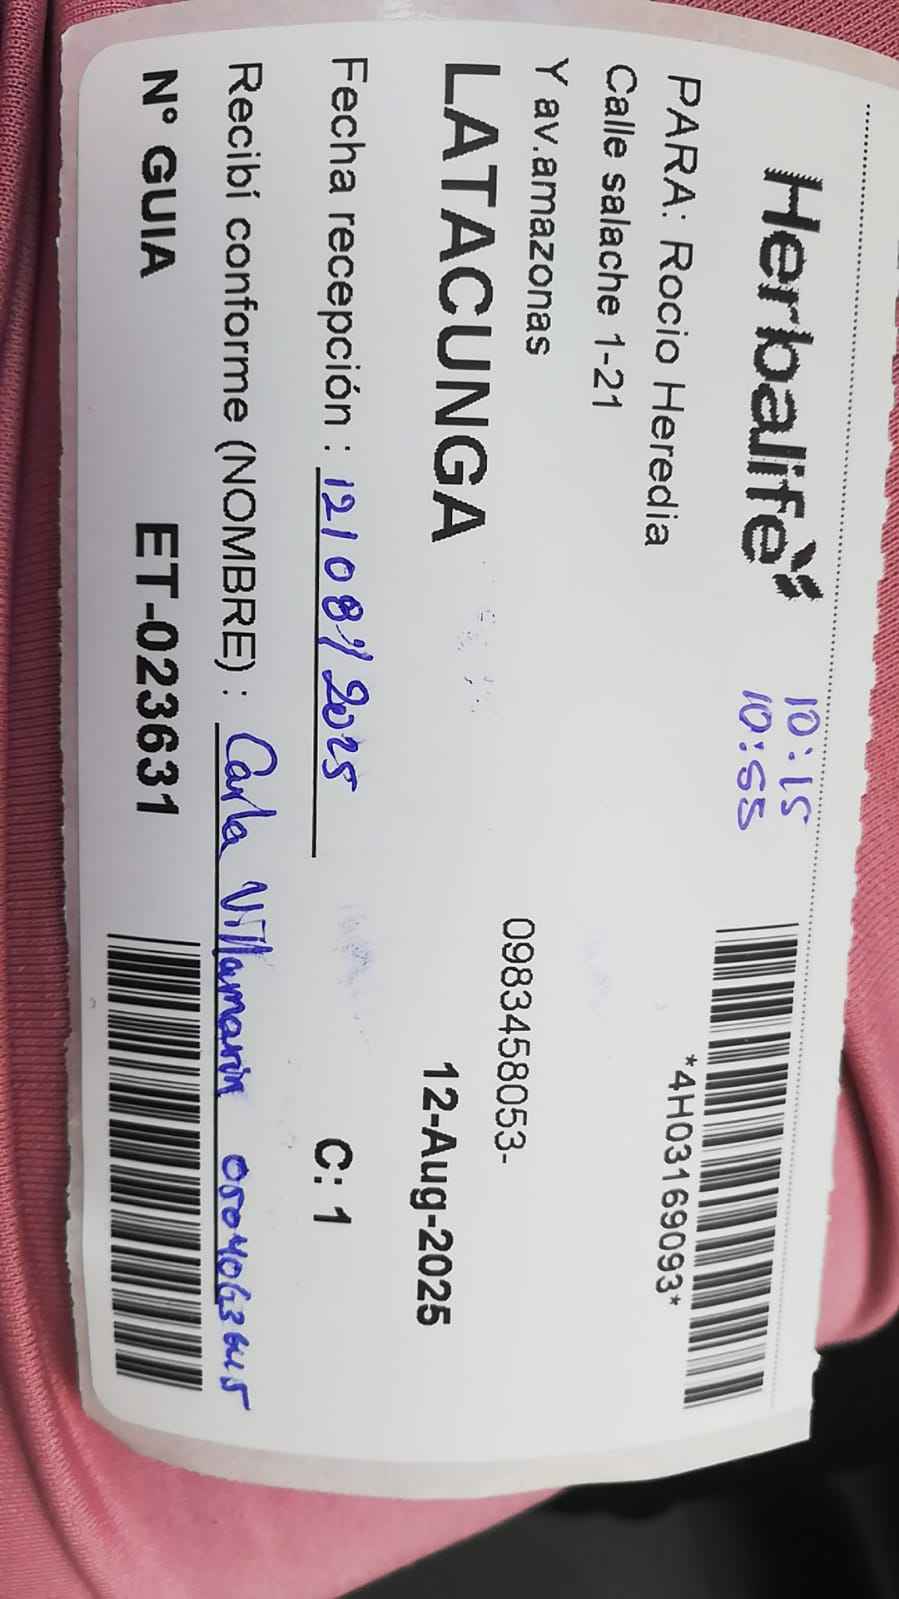 Herbalife
10:15
10:55
*4H03169093*
PARA: Rocio Heredia
Calle salache 1-21
Y av.amazonas
0983458053-
LATACUNGA
12-Aug-2025
Fecha recepción : 12/08/2025
C: 1
Recibí conforme (NOMBRE) : Carla Villamarin
N° GUIA
ET-023631